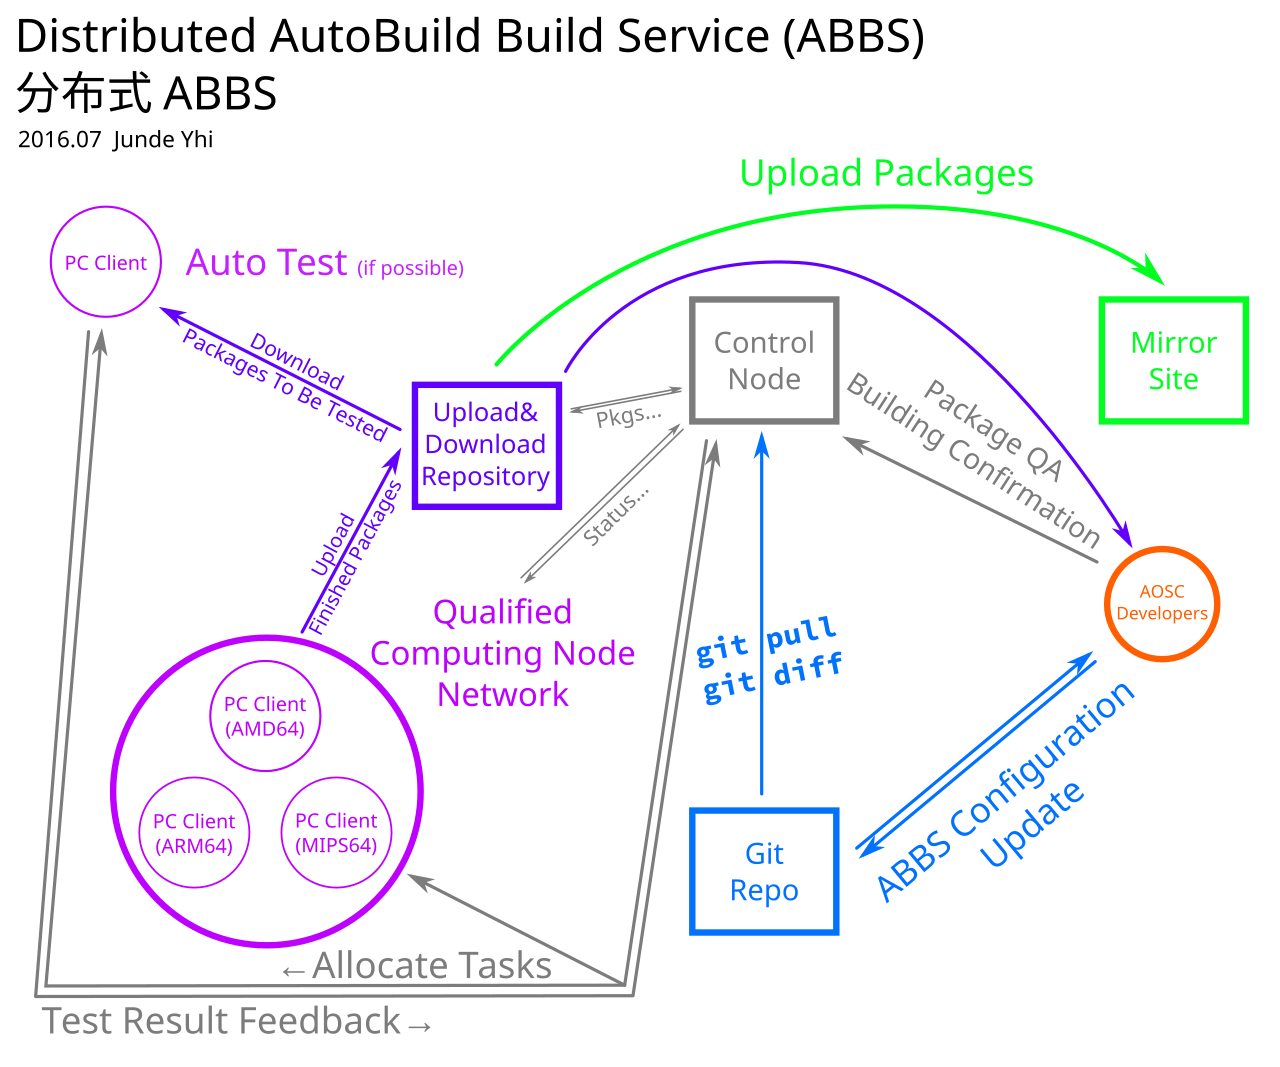 Distributed AutoBuild Build Service (ABBS)
分布式 ABBS
2016.07 Junde Yhi
Upload Packages
PC Client
Auto Test (if possible)
Download
Packages To Be Tested
Upload&
Download
Repository
Pkgs...
Status...
Control
Node
Mirror
Site
Package QA
Building Confirmation
AOSC
Developers
Upload
Finished Packages
Qualified
Computing Node
Network
git pull
git diff
PC Client
(AMD64)
PC Client
(ARM64)
PC Client
(MIPS64)
Git
Repo
ABBS Configuration
Update
←Allocate Tasks
Test Result Feedback→